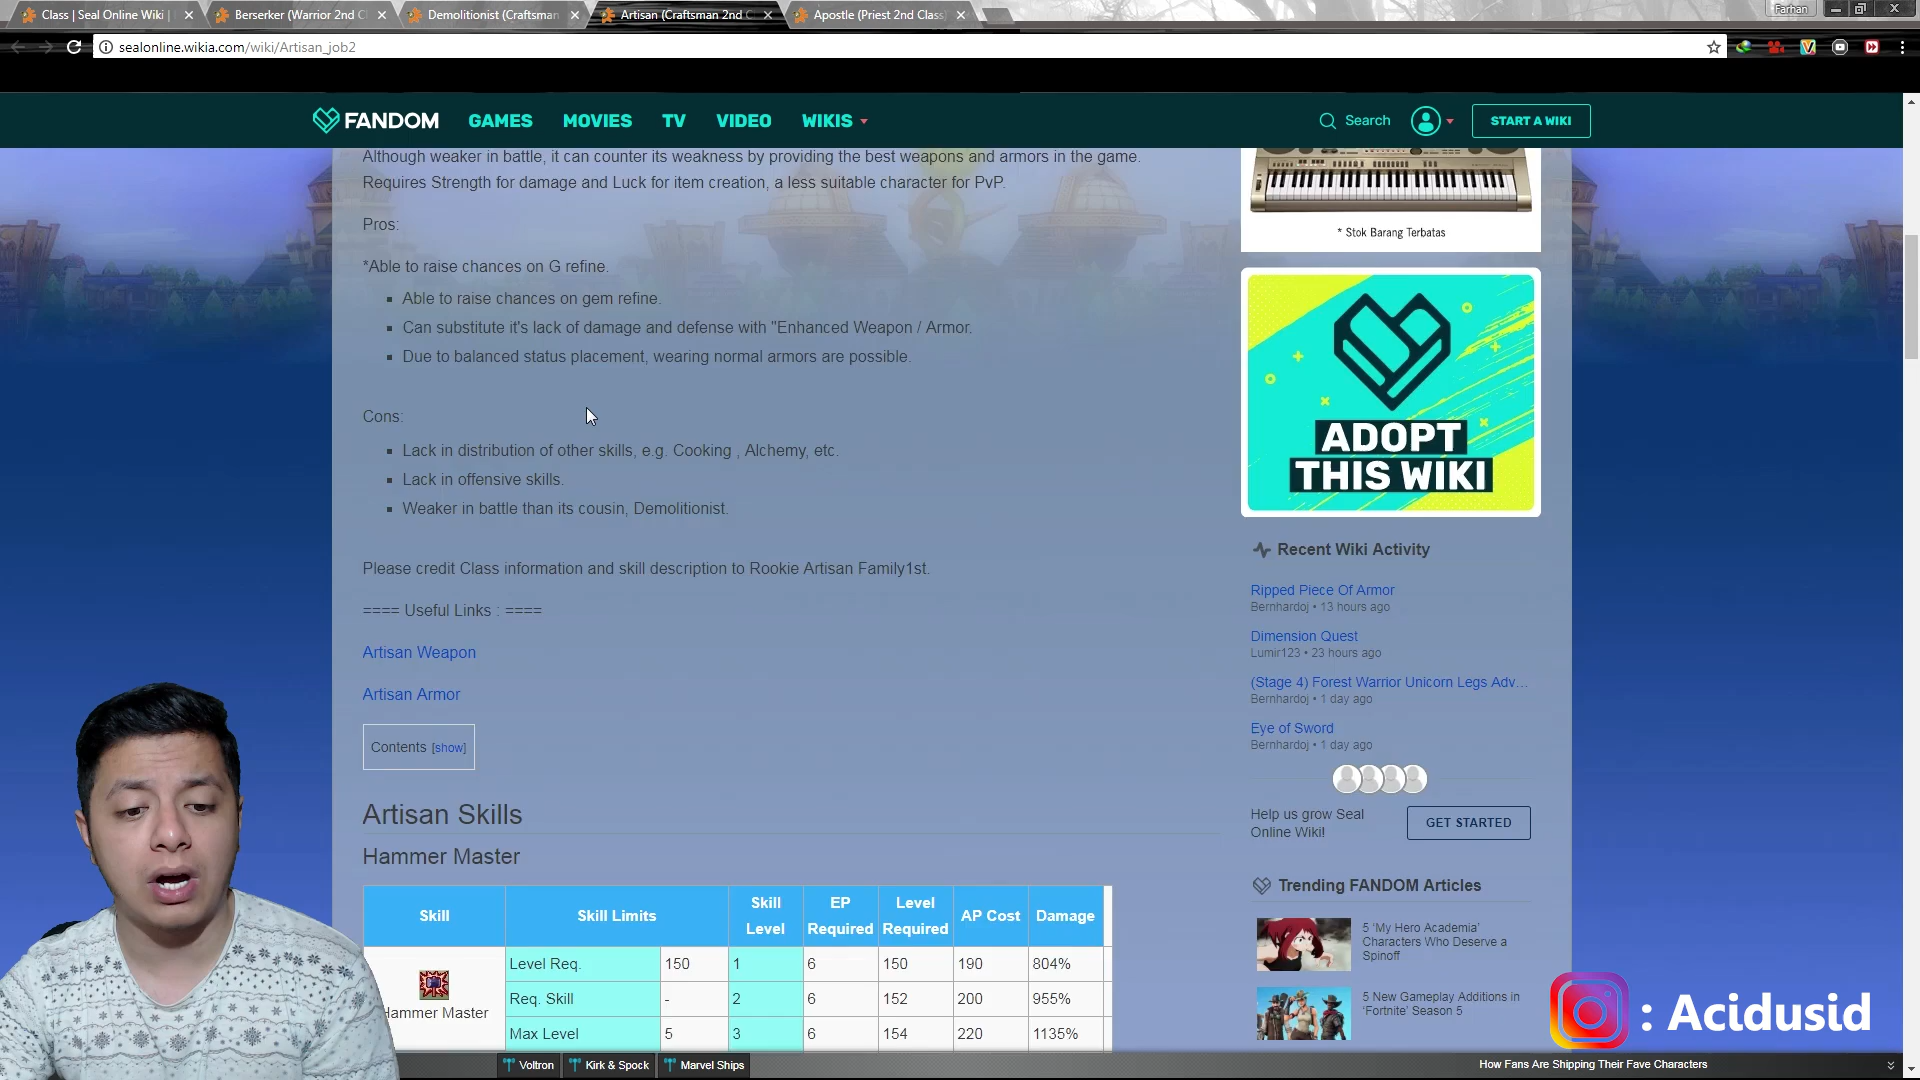 Class | Seal Online Wiki |
Berserker (Warrior 2nd Cl
Demolitionist (Craftsman
Artisan (Craftsman 2nd C
Apostle (Priest 2nd Class)
Farhan
sealonline.wikia.com/wiki/Artisan_job2
FANDOM GAMES MOVIES TV VIDEO WIKIS
Search
START A WIKI
Although weaker in battle, it can counter its weakness by providing the best weapons and armors in the game.
Requires Strength for damage and Luck for item creation, a less suitable character for PvP.
Pros:
*Able to raise chances on G refine.
Able to raise chances on gem refine.
Can substitute it's lack of damage and defense with "Enhanced Weapon / Armor.
Due to balanced status placement, wearing normal armors are possible.
Cons:
Lack in distribution of other skills, e.g. Cooking , Alchemy, etc.
Lack in offensive skills.
Weaker in battle than its cousin, Demolitionist.
Please credit Class information and skill description to Rookie Artisan Family1st.
==== Useful Links : ====
Artisan Weapon
Artisan Armor
Contents [show]
Artisan Skills
Hammer Master
Skill Skill Limits Skill Level EP Required Level Required AP Cost Damage
Level Req. 150 1 6 150 190 804%
Req. Skill - 2 6 152 200 955%
Max Level 5 3 6 154 220 1135%
Hammer Master
* Stok Barang Terbatas
ADOPT
THIS WIKI
Recent Wiki Activity
Ripped Piece Of Armor
Bernhardoj • 13 hours ago
Dimension Quest
Lumir123 • 23 hours ago
(Stage 4) Forest Warrior Unicorn Legs Adv...
Bernhardoj • 1 day ago
Eye of Sword
Bernhardoj • 1 day ago
Help us grow Seal
Online Wiki!
GET STARTED
Trending FANDOM Articles
5 'My Hero Academia'
Characters Who Deserve a
Spinoff
5 New Gameplay Additions in
'Fortnite' Season 5
: Acidusid
Voltron Kirk & Spock Marvel Ships
How Fans Are Shipping Their Fave Characters